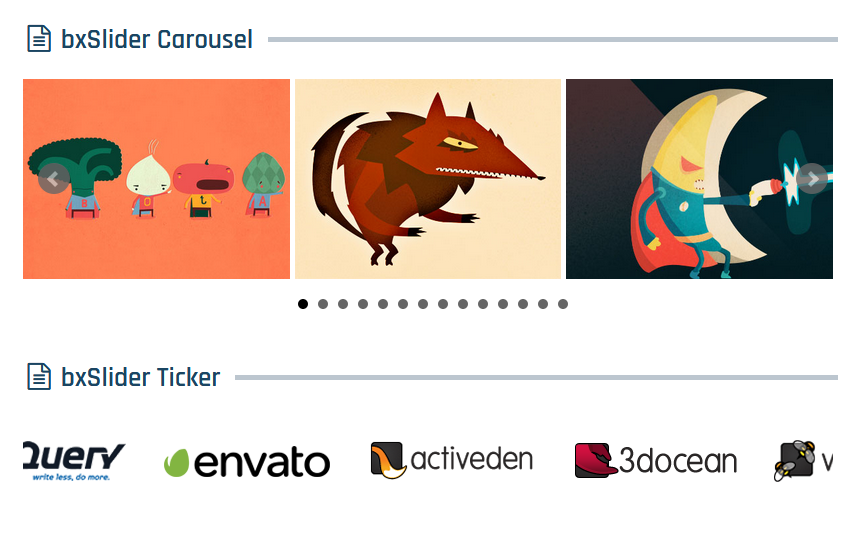 bxSlider Carousel
B O t A
bxSlider Ticker
QUERY envato activeden 3docean v
write less, do more.